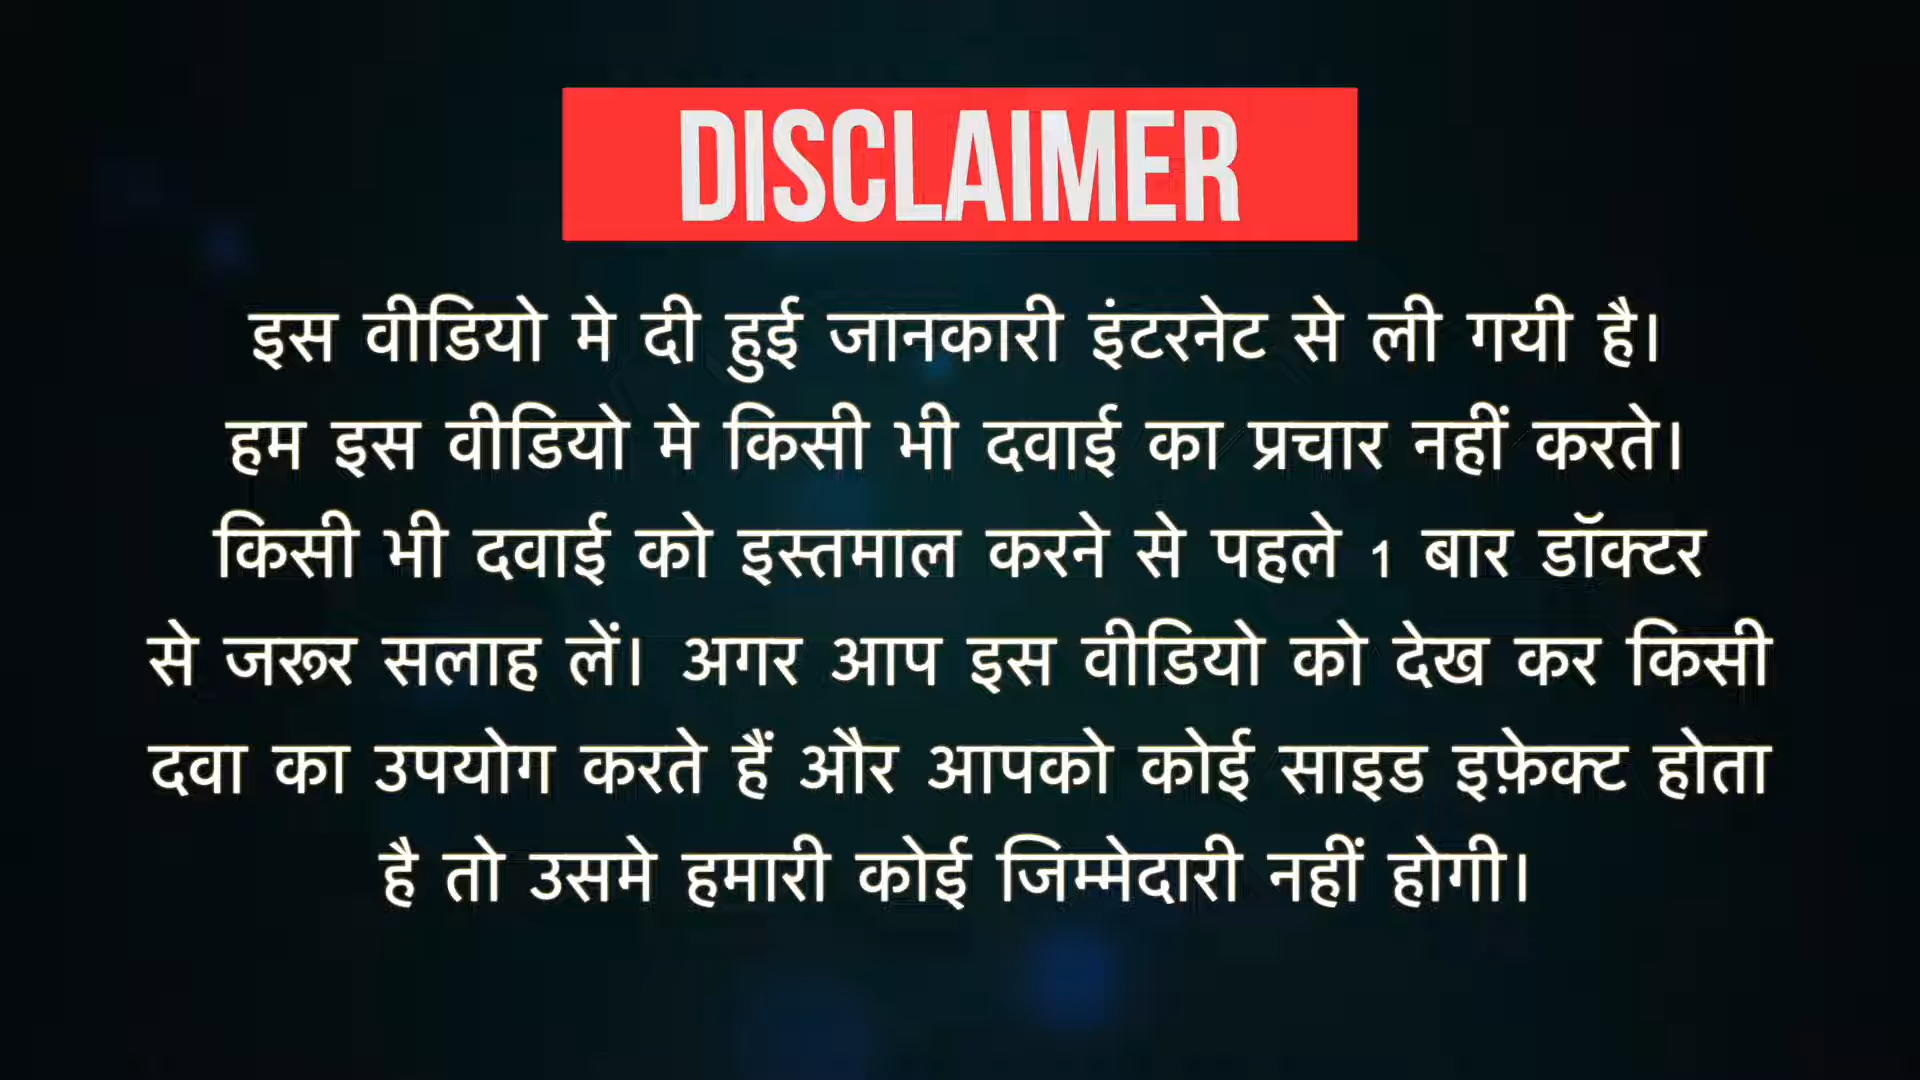 DISCLAIMER
इस वीडियो मे दी हुई जानकारी इंटरनेट से ली गयी है।
हम इस वीडियो मे किसी भी दवाई का प्रचार नहीं करते।
किसी भी दवाई को इस्तमाल करने से पहले 1 बार डॉक्टर
से जरूर सलाह लें। अगर आप इस वीडियो को देख कर किसी
दवा का उपयोग करते हैं और आपको कोई साइड इफ़ेक्ट होता
है तो उसमे हमारी कोई जिम्मेदारी नहीं होगी।